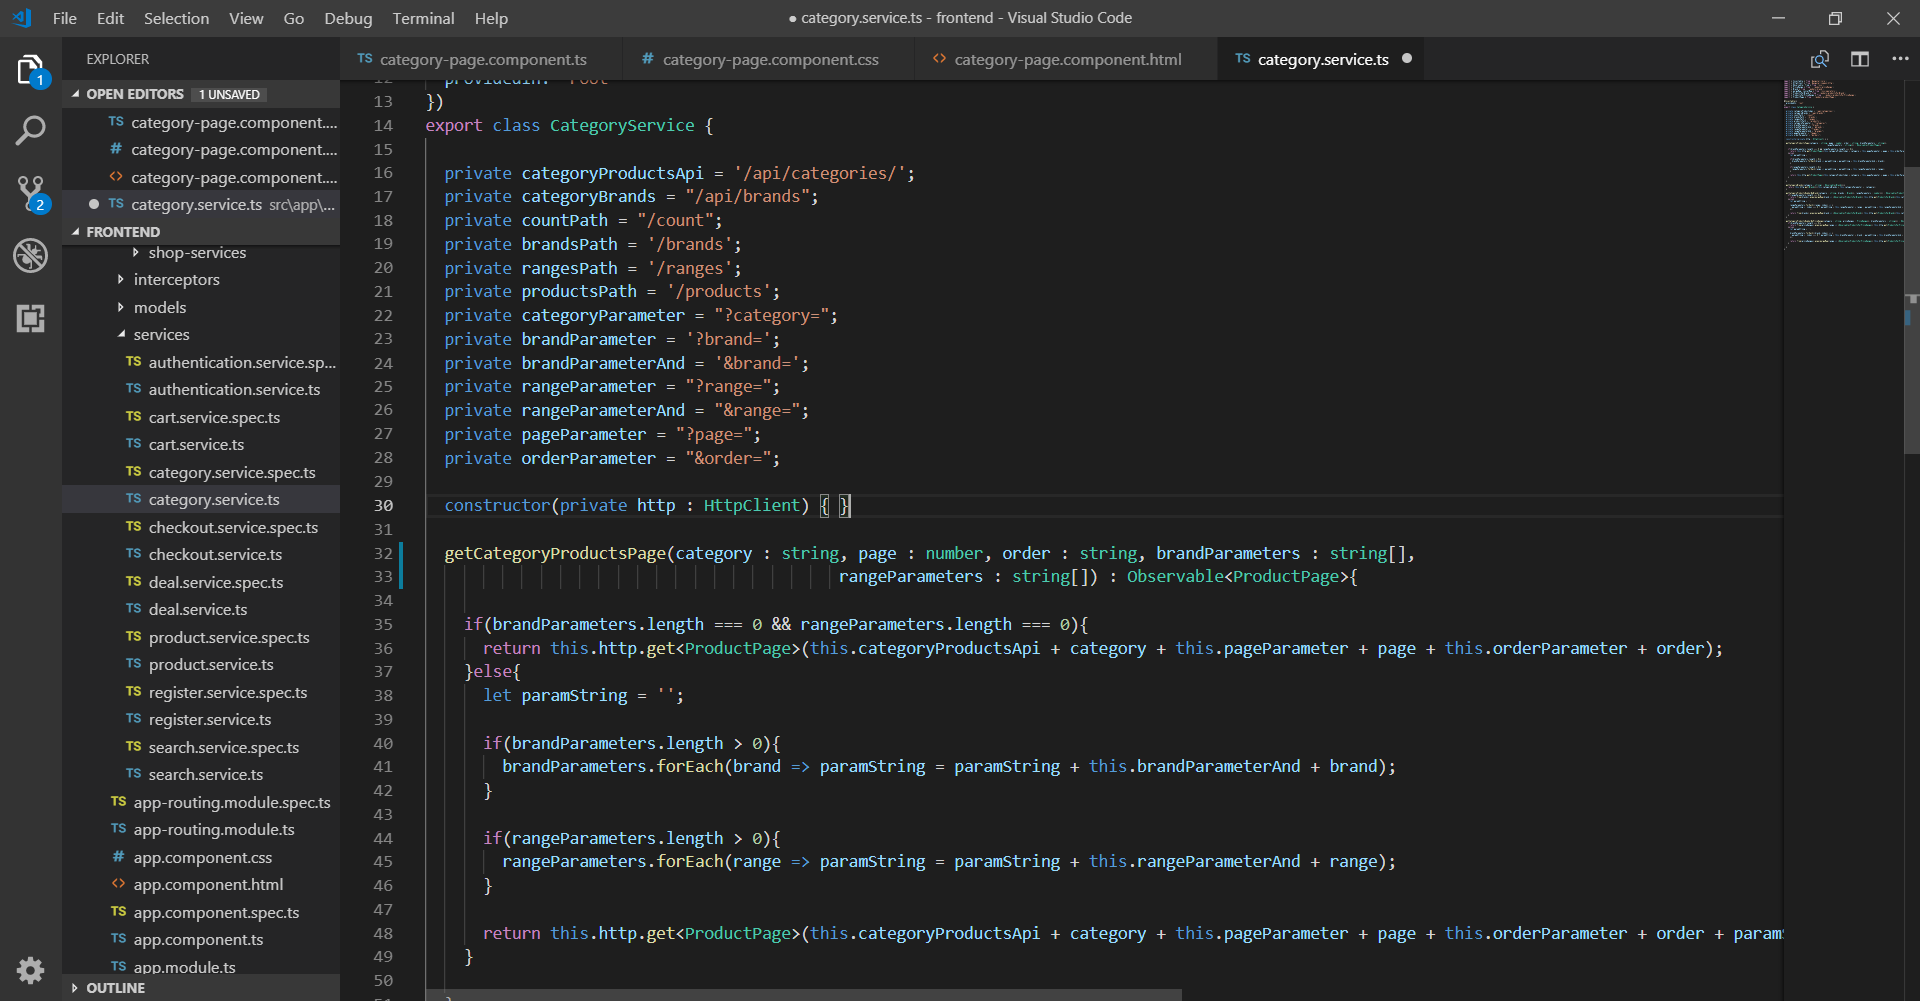 File Edit Selection View Go Debug Terminal Help
● category.service.ts - frontend - Visual Studio Code
1
2
EXPLORER
OPEN EDITORS 1 UNSAVED
TS category-page.component....
# category-page.component....
<> category-page.component....
● TS category.service.ts src\app\...
FRONTEND
shop-services
interceptors
models
services
TS authentication.service.sp...
TS authentication.service.ts
TS cart.service.spec.ts
TS cart.service.ts
TS category.service.spec.ts
TS category.service.ts
TS checkout.service.spec.ts
TS checkout.service.ts
TS deal.service.spec.ts
TS deal.service.ts
TS product.service.spec.ts
TS product.service.ts
TS register.service.spec.ts
TS register.service.ts
TS search.service.spec.ts
TS search.service.ts
TS app-routing.module.spec.ts
TS app-routing.module.ts
# app.component.css
<> app.component.html
TS app.component.spec.ts
TS app.component.ts
TS app.module.ts
OUTLINE
TS category-page.component.ts
# category-page.component.css
<> category-page.component.html
TS category.service.ts ●
12 providedIn: 'root'
13 })
14 export class CategoryService {
15
16 private categoryProductsApi = '/api/categories/';
17 private categoryBrands = "/api/brands";
18 private countPath = "/count";
19 private brandsPath = '/brands';
20 private rangesPath = '/ranges';
21 private productsPath = '/products';
22 private categoryParameter = "?category=";
23 private brandParameter = '?brand=';
24 private brandParameterAnd = '&brand=';
25 private rangeParameter = "?range=";
26 private rangeParameterAnd = "&range=";
27 private pageParameter = "?page=";
28 private orderParameter = "&order=";
29
30 constructor(private http : HttpClient) { }
31
32 getCategoryProductsPage(category : string, page : number, order : string, brandParameters : string[],
33 rangeParameters : string[]) : Observable<ProductPage>{
34
35 if(brandParameters.length === 0 && rangeParameters.length === 0){
36 return this.http.get<ProductPage>(this.categoryProductsApi + category + this.pageParameter + page + this.orderParameter + order);
37 }else{
38 let paramString = '';
39
40 if(brandParameters.length > 0){
41 brandParameters.forEach(brand => paramString = paramString + this.brandParameterAnd + brand);
42 }
43
44 if(rangeParameters.length > 0){
45 rangeParameters.forEach(range => paramString = paramString + this.rangeParameterAnd + range);
46 }
47
48 return this.http.get<ProductPage>(this.categoryProductsApi + category + this.pageParameter + page + this.orderParameter + order + param
49 }
50